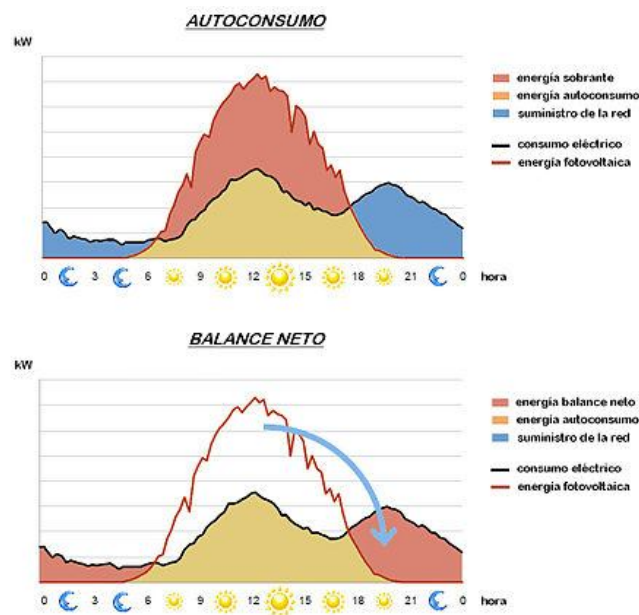 AUTOCONSUMO
kW
energía sobrante
energía autoconsumo
suministro de la red
consumo eléctrico
energía fotovoltaica
0 3 6 9 12 15 18 21 0 hora
BALANCE NETO
kW
energía balance neto
energía autoconsumo
suministro de la red
consumo eléctrico
energía fotovoltaica
0 3 6 9 12 15 18 21 0 hora